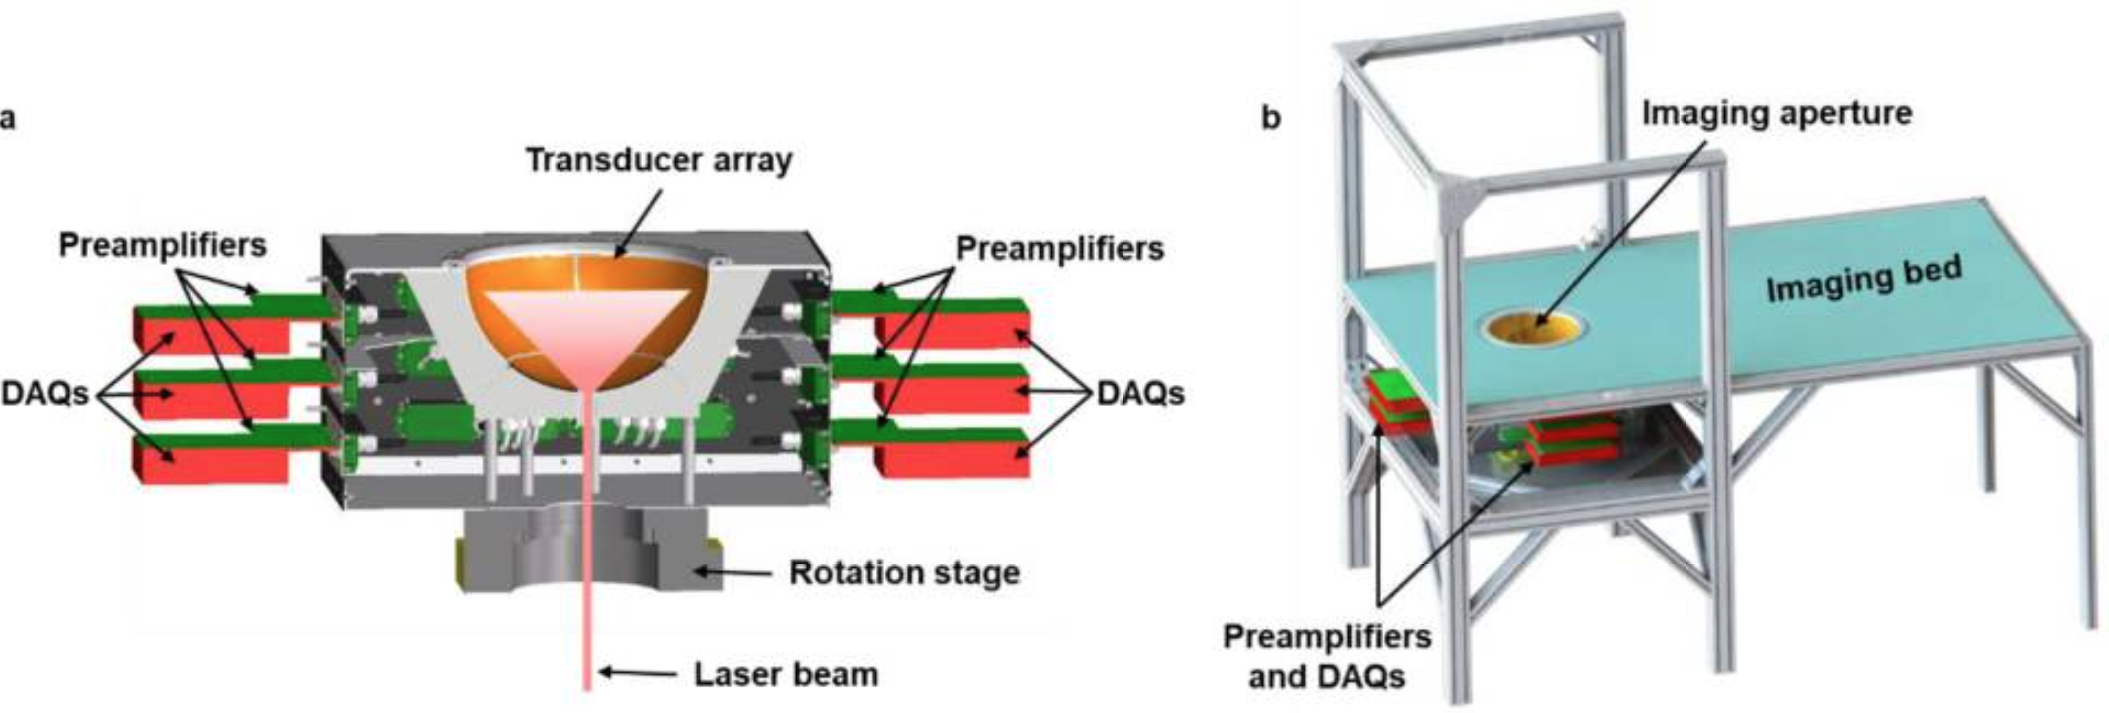 a
Transducer array
Preamplifiers
Preamplifiers
DAQs
DAQs
Rotation stage
Laser beam
b
Imaging aperture
Imaging bed
Preamplifiers
and DAQs